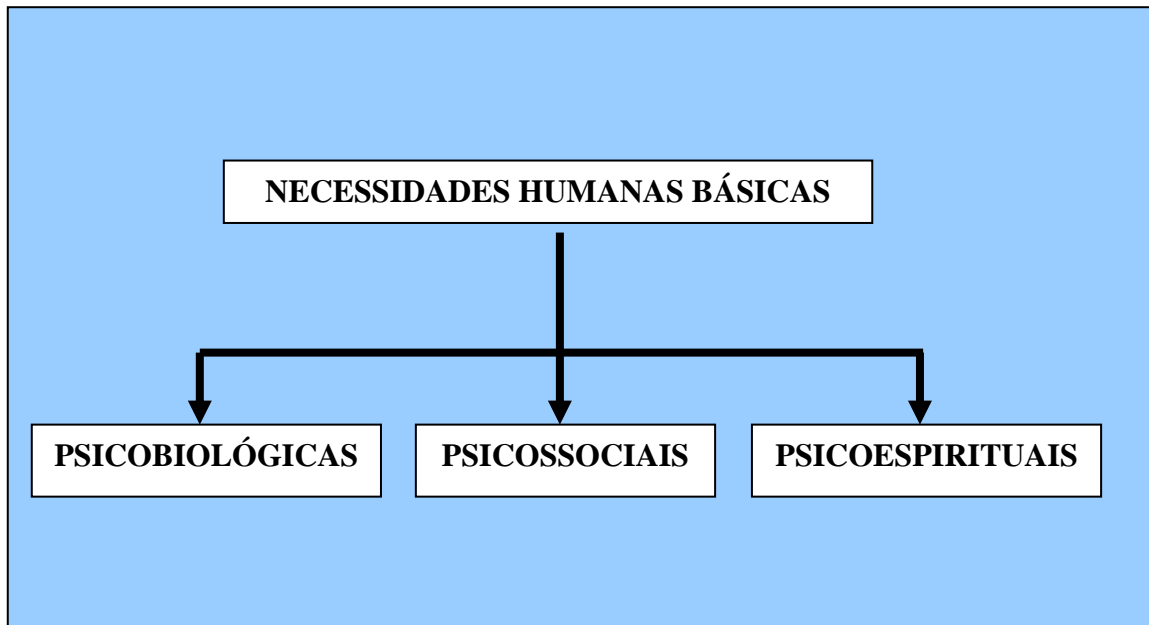 NECESSIDADES HUMANAS BÁSICAS
PSICOBIOLÓGICAS
PSICOSSOCIAIS
PSICOESPIRITUAIS